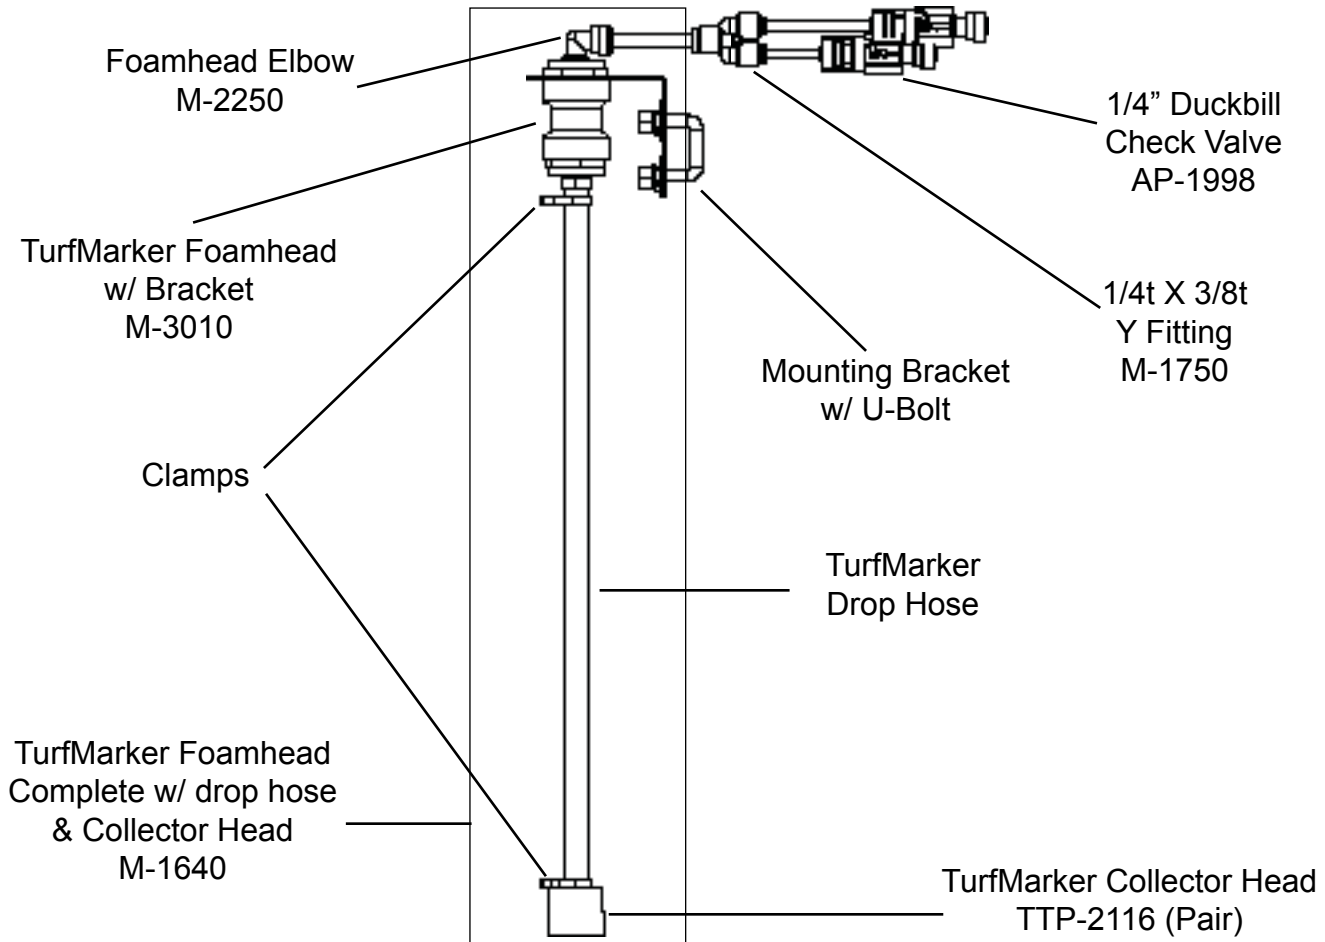 Foamhead Elbow
M-2250
1/4” Duckbill
Check Valve
AP-1998
TurfMarker Foamhead
w/ Bracket
M-3010
1/4t X 3/8t
Y Fitting
M-1750
Mounting Bracket
w/ U-Bolt
Clamps
TurfMarker
Drop Hose
TurfMarker Foamhead
Complete w/ drop hose
& Collector Head
M-1640
TurfMarker Collector Head
TTP-2116 (Pair)